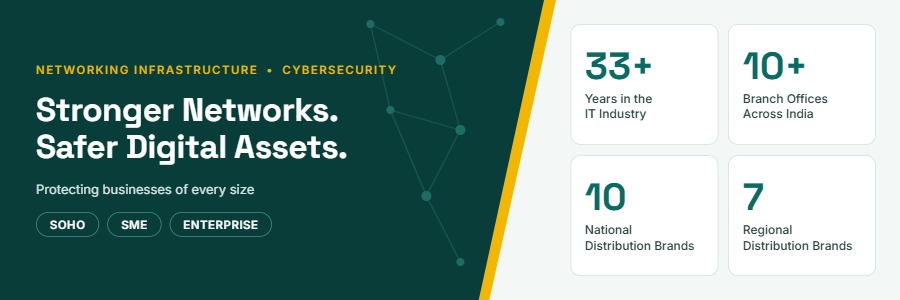 NETWORKING INFRASTRUCTURE • CYBERSECURITY
Stronger Networks.
Safer Digital Assets.
Protecting businesses of every size
SOHO
SME
ENTERPRISE
33+
Years in the
IT Industry
10+
Branch Offices
Across India
10
National
Distribution Brands
7
Regional
Distribution Brands